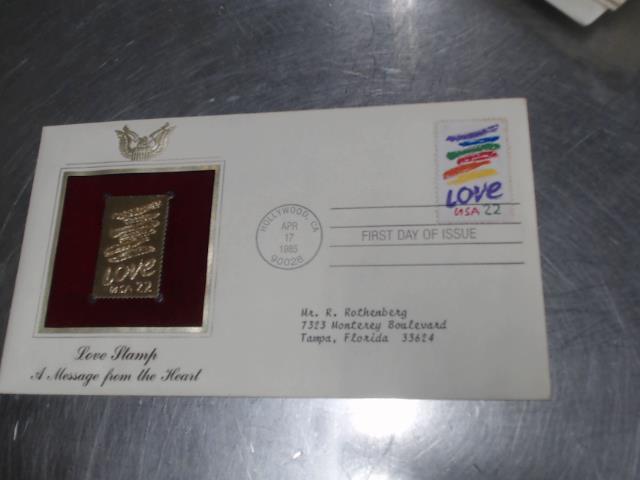 LOVE
USA 22
HOLLYWOOD, CA
APR
17
1985
90028
FIRST DAY OF ISSUE
LOVE
USA 22
Mr. R. Rothenberg
7323 Monterey Boulevard
Tampa, Florida 33624
Love Stamp
A Message from the Heart